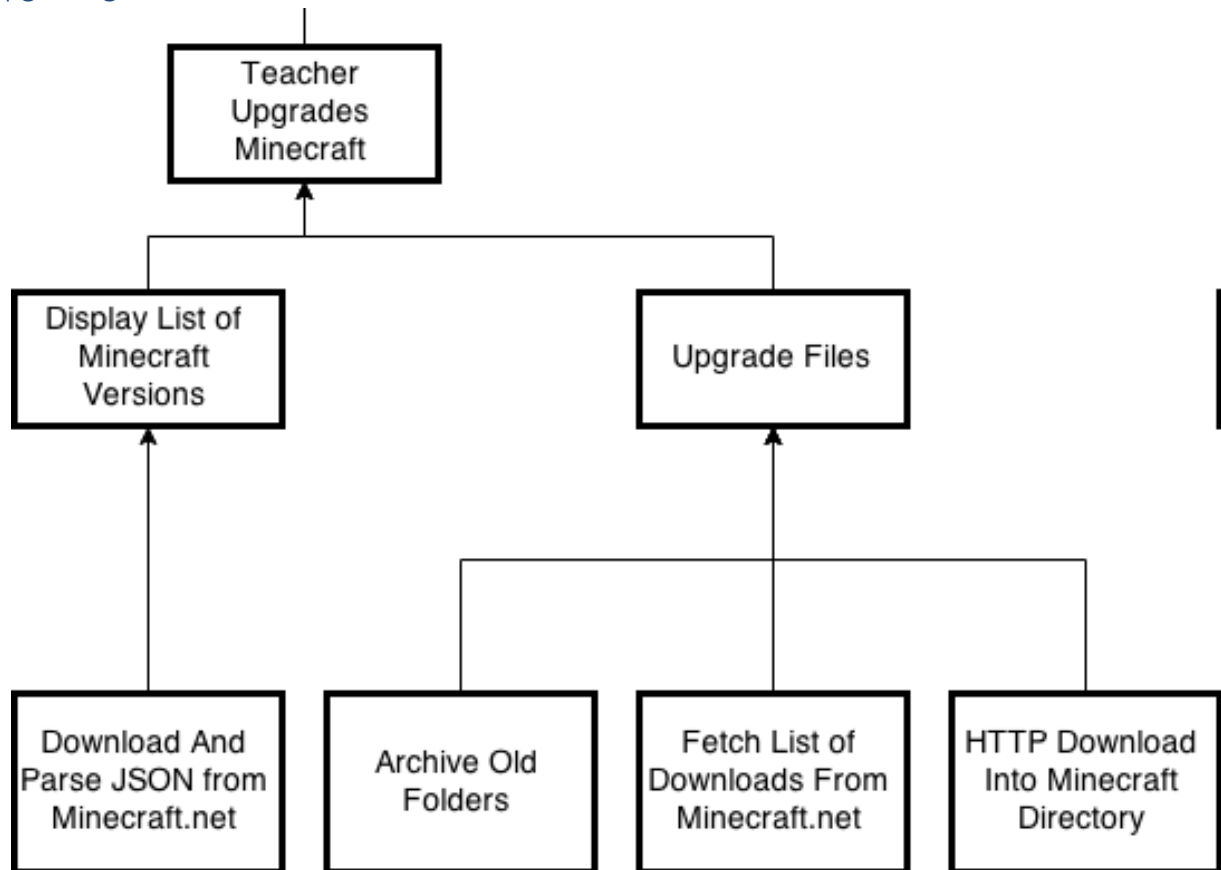 Teacher
Upgrades
Minecraft
Display List of
Minecraft
Versions
Upgrade Files
Download And
Parse JSON from
Minecraft.net
Archive Old
Folders
Fetch List of
Downloads From
Minecraft.net
HTTP Download
Into Minecraft
Directory